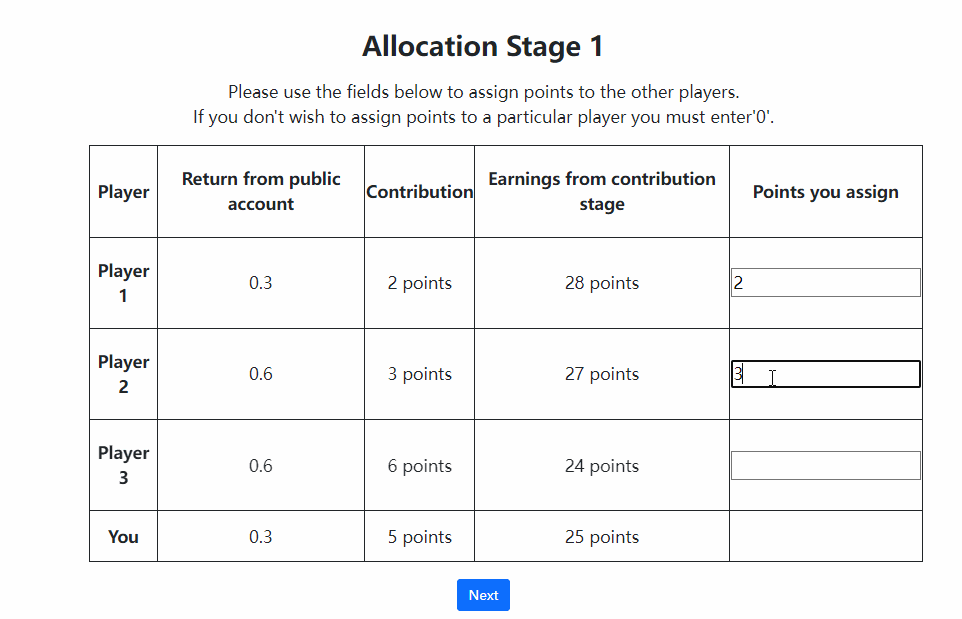 Allocation Stage 1
Please use the fields below to assign points to the other players.
If you don't wish to assign points to a particular player you must enter'0'.
Player
Return from public
account
Contribution
Earnings from contribution
stage
Points you assign
Player
1
0.3
2 points
28 points
2
Player
2
0.6
3 points
27 points
3
Player
3
0.6
6 points
24 points
You
0.3
5 points
25 points
Next